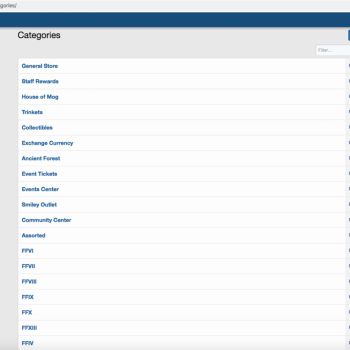 gories/
Categories
Filter...
General Store
Staff Rewards
House of Mog
Trinkets
Collectibles
Exchange Currency
Ancient Forest
Event Tickets
Events Center
Smiley Outlet
Community Center
Assorted
FFVI
FFVII
FFVIII
FFIX
FFX
FFXIII
FFIV